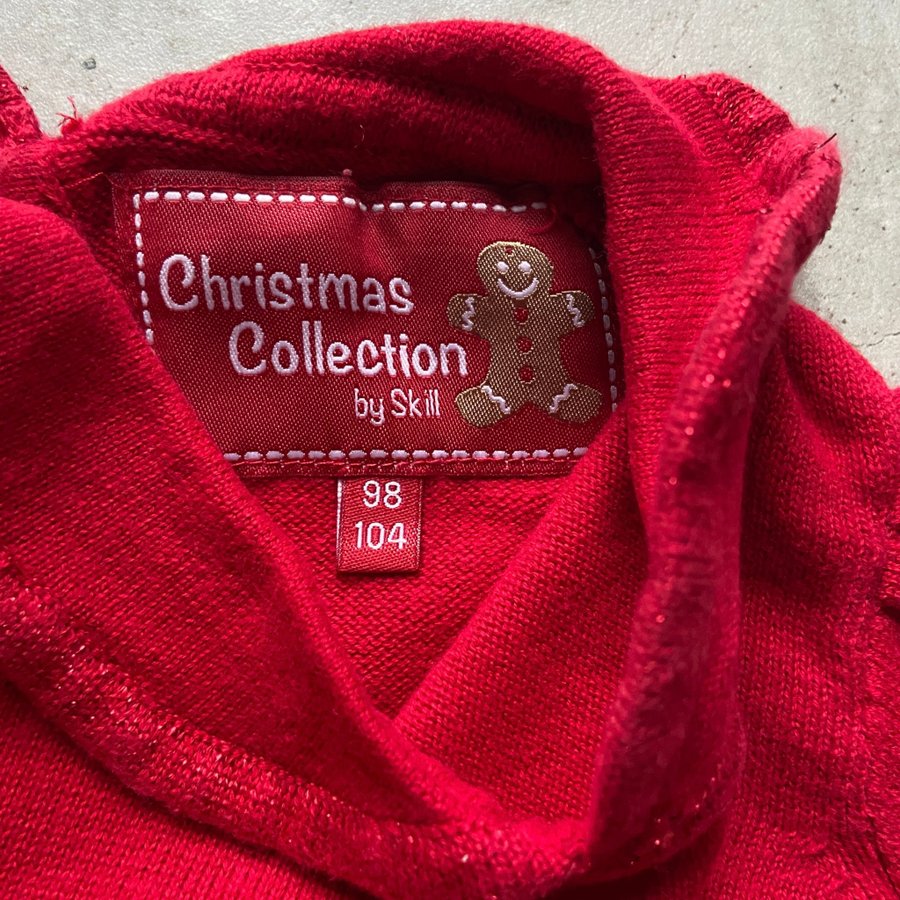 Christmas
Collection
by Skill
98
104